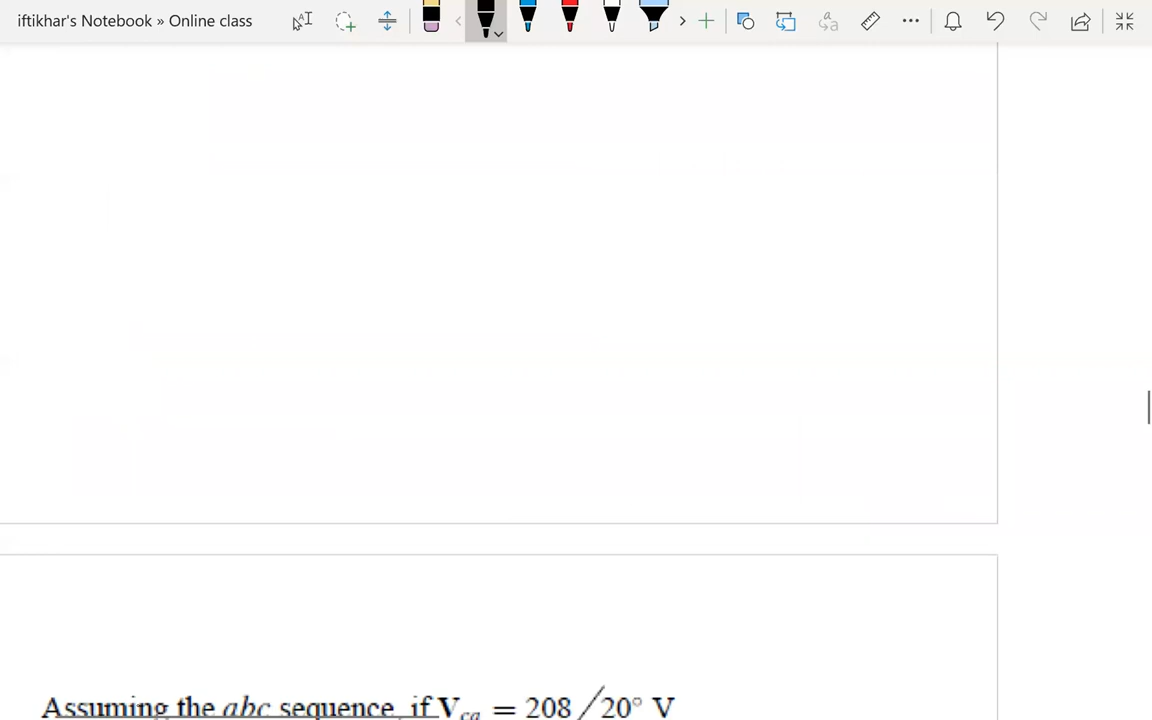 iftikhar's Notebook » Online class
Assuming the abc sequence, if V_ca = 208 /20° V